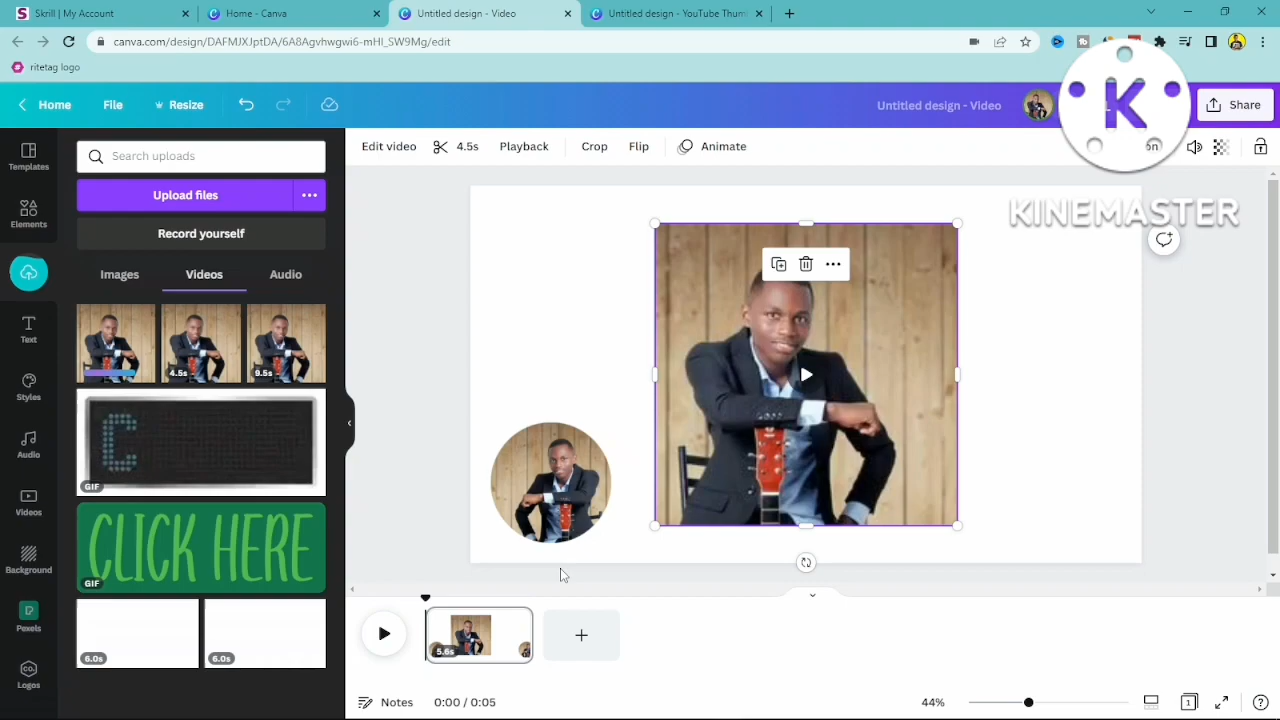 Skrill | My Account
Home - Canva
Untitled design - Video
Untitled design - YouTube Thum
canva.com/design/DAFMJXJptDA/6A8Agvhwgwi6-mHl_SW9Mg/edit
ritetag logo
Home
File
Resize
Untitled design - Video
Share
K
KINEMASTER
Templates
Elements
Text
Styles
Audio
Videos
Background
Pexels
CO.
Logos
Search uploads
Upload files
Record yourself
Images
Videos
Audio
4.5s
9.5s
C
GIF
CLICK HERE
GIF
6.0s
6.0s
Edit video
4.5s
Playback
Crop
Flip
Animate
5.6s
Notes
0:00 / 0:05
44%
1